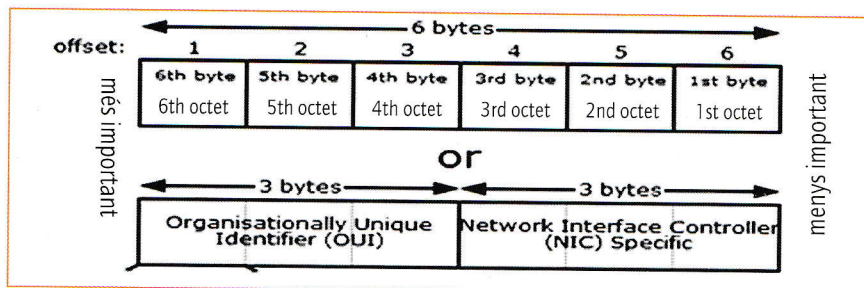 6 bytes
offset: 1 2 3 4 5 6
més important
6th byte 5th byte 4th byte 3rd byte 2nd byte 1st byte
6th octet 5th octet 4th octet 3rd octet 2nd octet 1st octet
menys important
or
3 bytes 3 bytes
Organisationally Unique Network Interface Controller
Identifier (OUI) (NIC) Specific